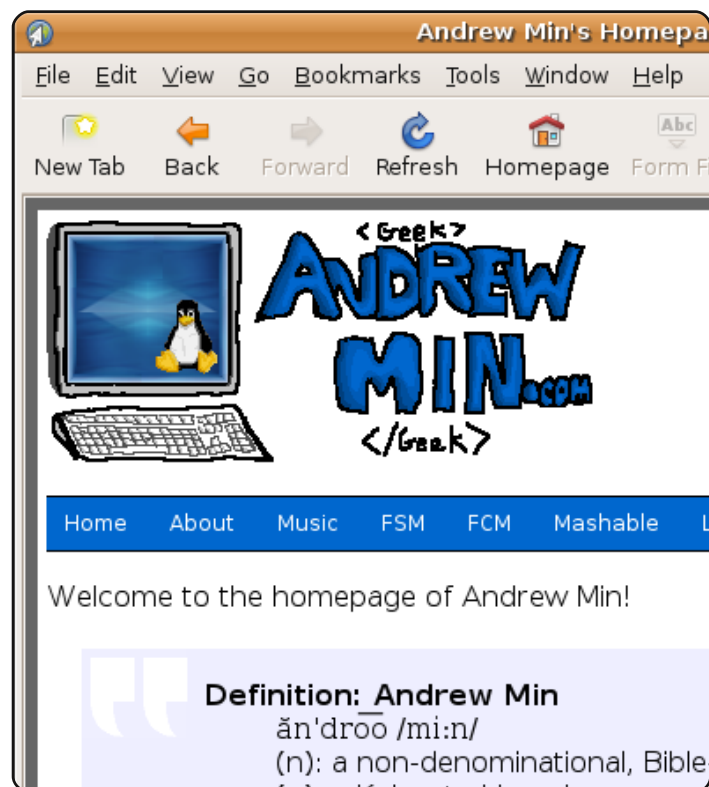 Andrew Min's Homepa
File Edit View Go Bookmarks Tools Window Help
Abc
New Tab Back Forward Refresh Homepage Form F
<Geek>
ANDREW
MIN.COM
</Geek>
Home About Music FSM FCM Mashable L
Welcome to the homepage of Andrew Min!
Definition: Andrew Min
ăn'dro͞o /mi:n/
(n): a non-denominational, Bible-